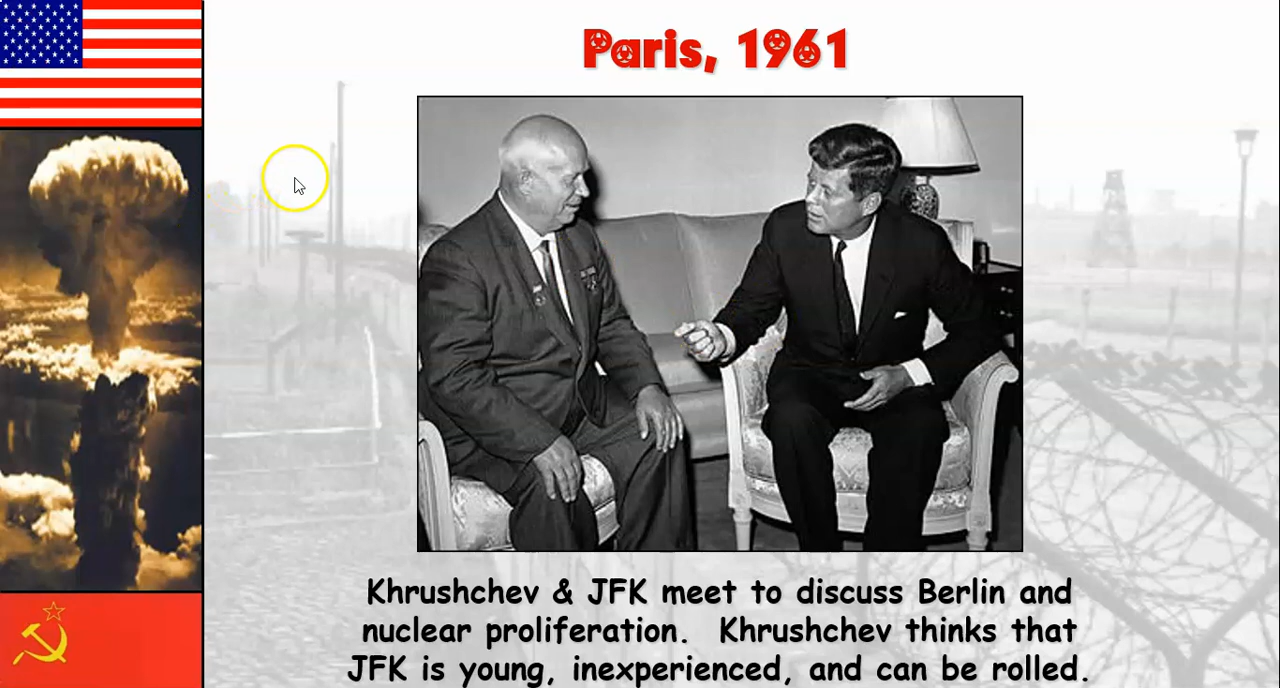 Paris, 1961
Khrushchev & JFK meet to discuss Berlin and
nuclear proliferation.  Khrushchev thinks that
JFK is young, inexperienced, and can be rolled.